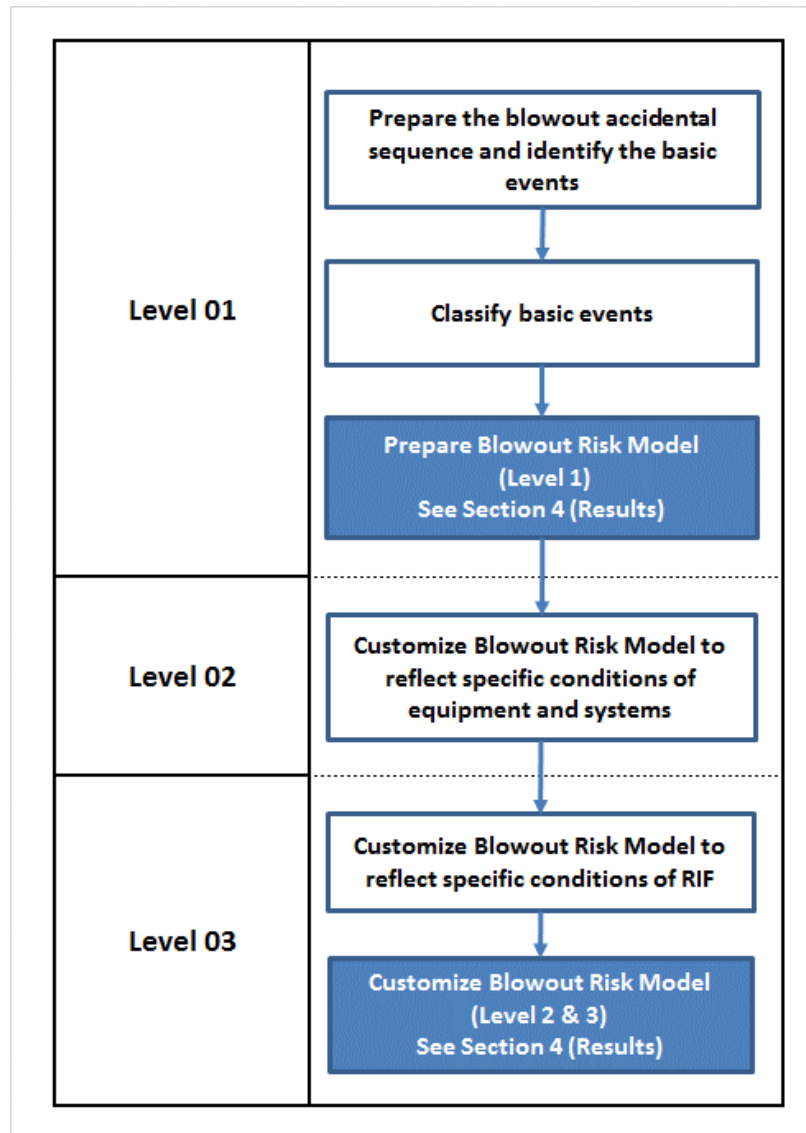 Level 01
Prepare the blowout accidental
sequence and identify the basic
events
Classify basic events
Prepare Blowout Risk Model
(Level 1)
See Section 4 (Results)
Level 02
Customize Blowout Risk Model to
reflect specific conditions of
equipment and systems
Level 03
Customize Blowout Risk Model to
reflect specific conditions of RIF
Customize Blowout Risk Model
(Level 2 & 3)
See Section 4 (Results)